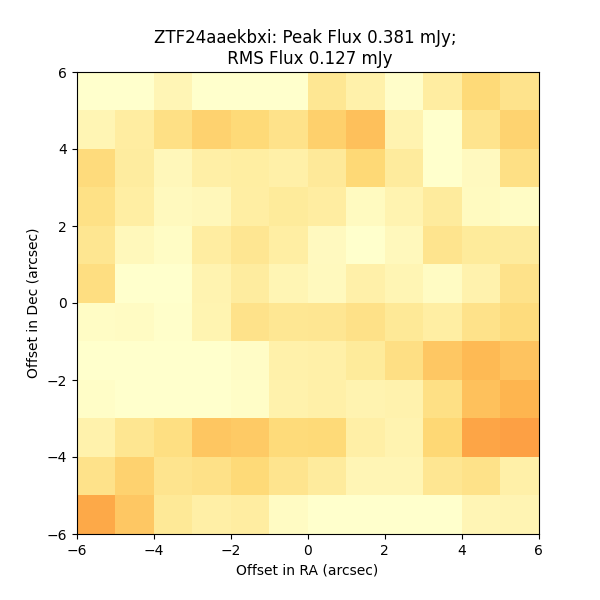 ZTF24aaekbxi: Peak Flux 0.381 mJy;
RMS Flux 0.127 mJy
6
4
2
0
−2
−4
−6
Offset in Dec (arcsec)
−6 −4 −2 0 2 4 6
Offset in RA (arcsec)